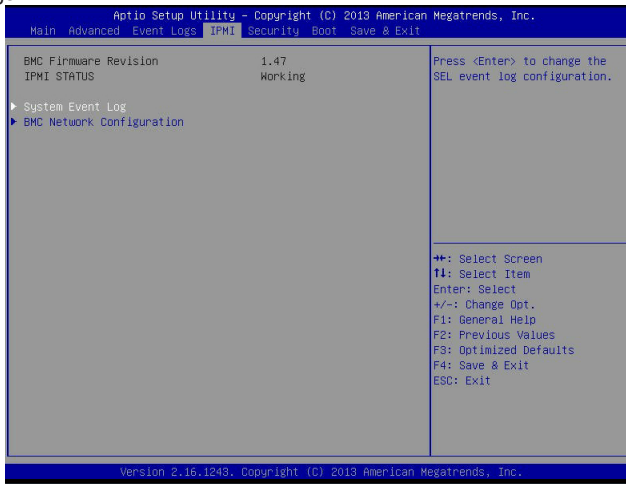 Aptio Setup Utility – Copyright (C) 2013 American Megatrends, Inc.
Main Advanced Event Logs IPMI Security Boot Save & Exit
BMC Firmware Revision 1.47
IPMI STATUS Working
▶ System Event Log
▶ BMC Network Configuration
Press <Enter> to change the
SEL event log configuration.
→←: Select Screen
↑↓: Select Item
Enter: Select
+/-: Change Opt.
F1: General Help
F2: Previous Values
F3: Optimized Defaults
F4: Save & Exit
ESC: Exit
Version 2.16.1243. Copyright (C) 2013 American Megatrends, Inc.